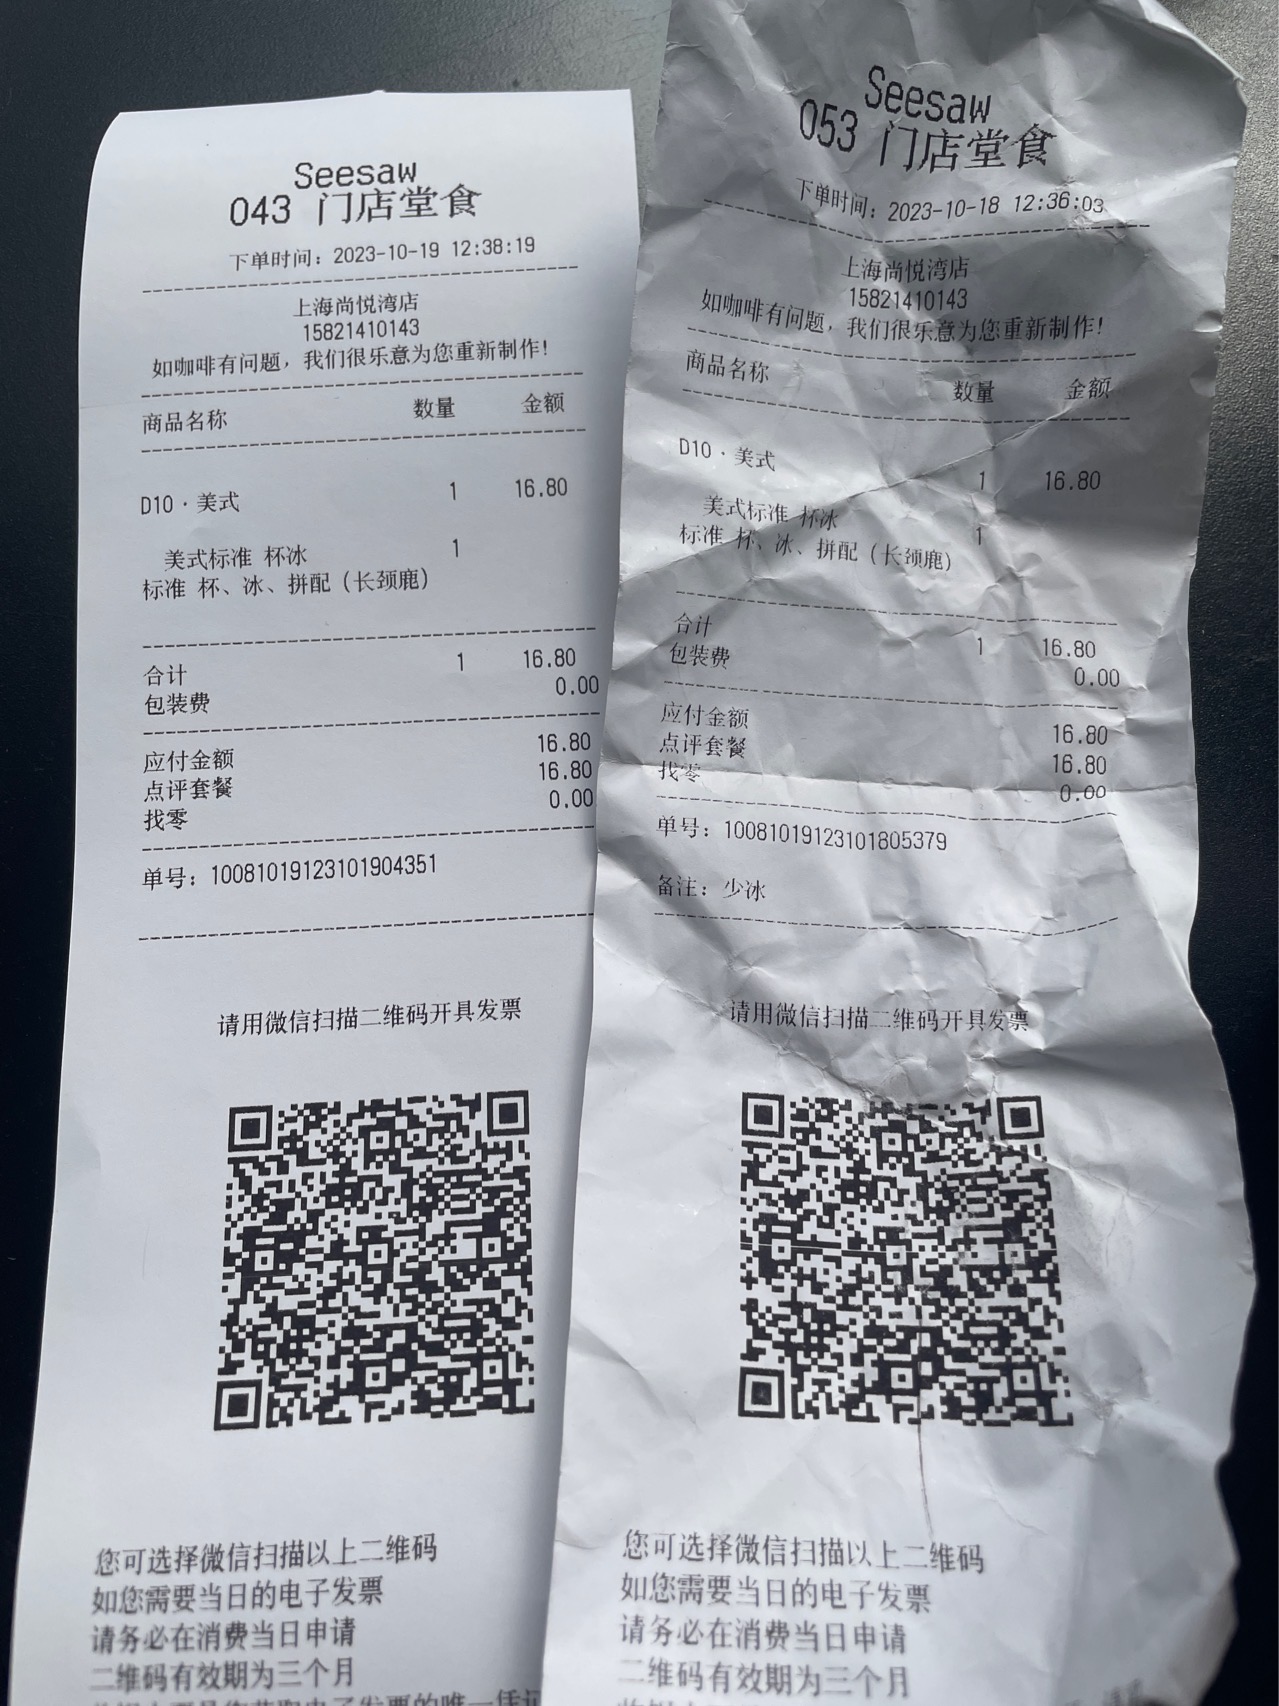 Seesaw
043 门店堂食
下单时间：2023-10-19 12:38:19
上海尚悦湾店
15821410143
如咖啡有问题，我们很乐意为您重新制作！
商品名称 数量 金额
D10·美式 1 16.80
美式标准 杯冰 1
标准 杯、冰、拼配（长颈鹿）
合计 1 16.80
包装费 0.00
应付金额 16.80
点评套餐 16.80
找零 0.00
单号：10081019123101904351
请用微信扫描二维码开具发票
您可选择微信扫描以上二维码
如您需要当日的电子发票
请务必在消费当日申请
二维码有效期为三个月
电子发票的唯一凭证
Seesaw
053 门店堂食
下单时间：2023-10-18 12:36:03
上海尚悦湾店
15821410143
如咖啡有问题，我们很乐意为您重新制作！
商品名称 数量 金额
D10·美式 1 16.80
美式标准 杯冰 1
标准 杯、冰、拼配（长颈鹿）
合计 1 16.80
包装费 0.00
应付金额 16.80
点评套餐 16.80
找零 0.00
单号：10081019123101805379
备注：少冰
请用微信扫描二维码开具发票
您可选择微信扫描以上二维码
如您需要当日的电子发票
请务必在消费当日申请
二维码有效期为三个月